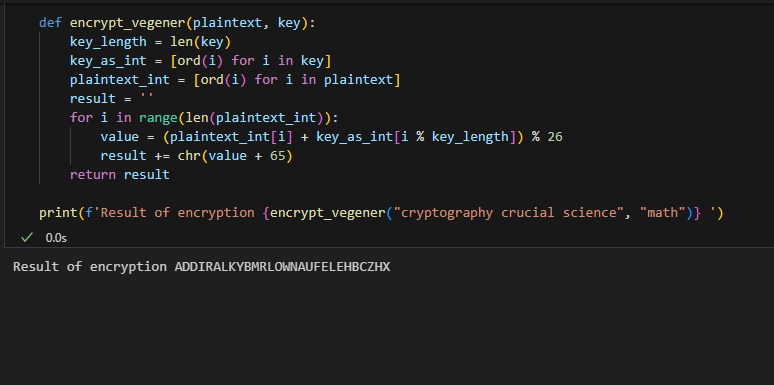 def encrypt_vegener(plaintext, key):
    key_length = len(key)
    key_as_int = [ord(i) for i in key]
    plaintext_int = [ord(i) for i in plaintext]
    result = ''
    for i in range(len(plaintext_int)):
        value = (plaintext_int[i] + key_as_int[i % key_length]) % 26
        result += chr(value + 65)
    return result

print(f'Result of encryption {encrypt_vegener("cryptography crucial science", "math")} ')
✓ 0.0s
Result of encryption ADDIRALKYBMRLOWNAUFELEHBCZHX